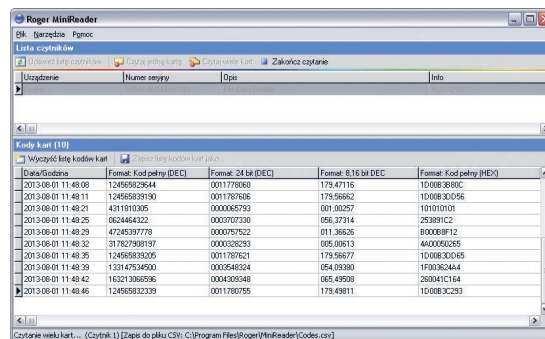 Roger MiniReader
Plik Narzędzia Pomoc
Lista czytników
Odśwież listę czytników Czytaj jedną kartę Czytaj wiele kart Zakończ czytanie
Urządzenie Numer seryjny Opis Info
Kody kart (10)
Wyczyść listę kodów kart Zapisz listę kodów kart jako...
Data/Godzina Format: Kod pełny (DEC) Format: 24 bit (DEC) Format: 8,16 bit DEC Format: Kod pełny (HEX)
2013-08-01 11:48:08 124565829644 0011778060 179,47116 1D00B3B80C
2013-08-01 11:48:11 124565839190 0011787606 179,56662 1D00B3DD56
2013-08-01 11:48:21 4311810305 0000065793 001,00257 101010101
2013-08-01 11:48:25 0624464322 0003707330 056,37314 253891C2
2013-08-01 11:48:29 47245397778 0000757522 011,36626 B000B8F12
2013-08-01 11:48:32 317827908197 0000328293 005,00613 4A00050265
2013-08-01 11:48:35 124565839205 0011787621 179,56677 1D00B3DD65
2013-08-01 11:48:39 133147534500 0003548324 054,09380 1F003624A4
2013-08-01 11:48:42 163213066596 0004309348 065,49508 260041C164
2013-08-01 11:48:46 124565832339 0011780755 179,49811 1D00B3C293
Czytanie wielu kart... (Czytnik 1) [Zapis do pliku CSV: C:\Program Files\Roger\MiniReader\Codes.csv]